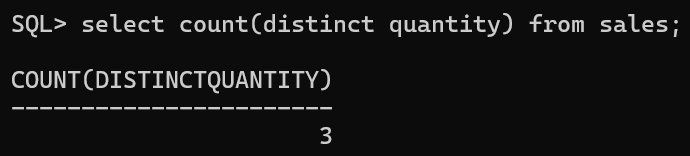 SQL> select count(distinct quantity) from sales;
COUNT(DISTINCTQUANTITY)
-----------------------
3